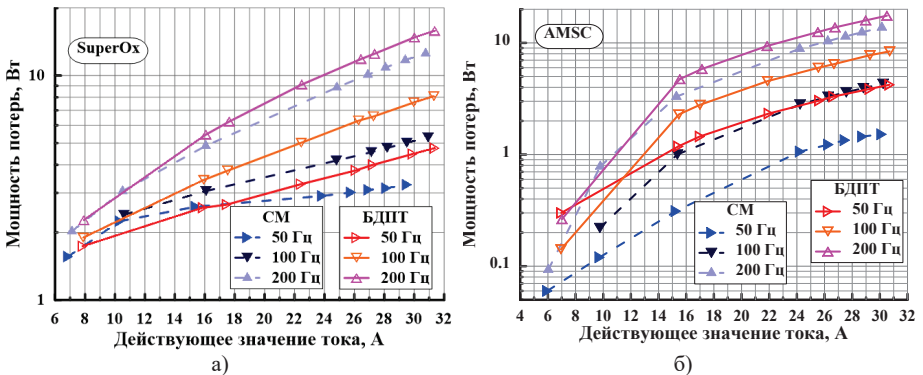 а)
SuperOx
Мощность потерь, Вт
10
1
6 8 10 12 14 16 18 20 22 24 26 28 30 32
Действующее значение тока, А
СМ
50 Гц
100 Гц
200 Гц
БДПТ
50 Гц
100 Гц
200 Гц
а)
б)
AMSC
Мощность потерь, Вт
10
1
0.1
4 6 8 10 12 14 16 18 20 22 24 26 28 30 32
Действующее значение тока, А
СМ
50 Гц
100 Гц
200 Гц
БДПТ
50 Гц
100 Гц
200 Гц
б)